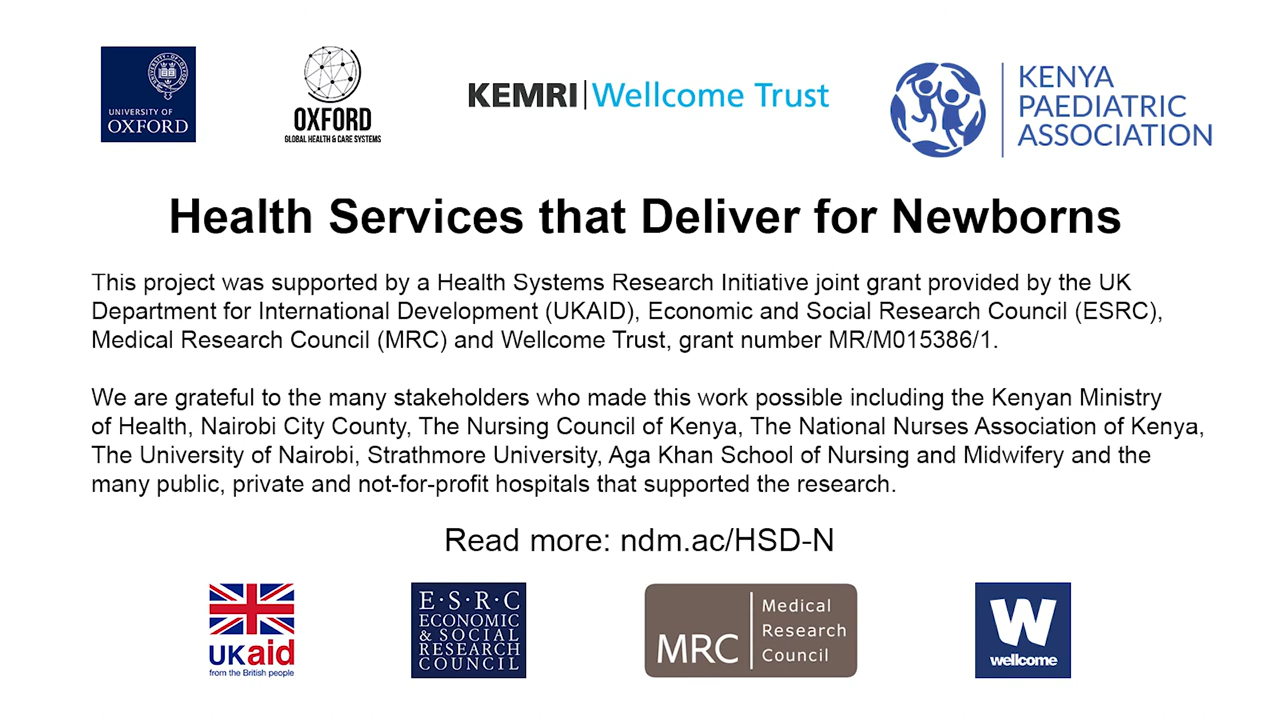 UNIVERSITY OF
OXFORD
OXFORD
GLOBAL HEALTH & CARE SYSTEMS
KEMRI Wellcome Trust
KENYA
PAEDIATRIC
ASSOCIATION
Health Services that Deliver for Newborns
This project was supported by a Health Systems Research Initiative joint grant provided by the UK
Department for International Development (UKAID), Economic and Social Research Council (ESRC),
Medical Research Council (MRC) and Wellcome Trust, grant number MR/M015386/1.
We are grateful to the many stakeholders who made this work possible including the Kenyan Ministry
of Health, Nairobi City County, The Nursing Council of Kenya, The National Nurses Association of Kenya,
The University of Nairobi, Strathmore University, Aga Khan School of Nursing and Midwifery and the
many public, private and not-for-profit hospitals that supported the research.
Read more: ndm.ac/HSD-N
UKaid
from the British people
E·S·R·C
ECONOMIC
& SOCIAL
RESEARCH
COUNCIL
MRC
Medical
Research
Council
W
wellcome